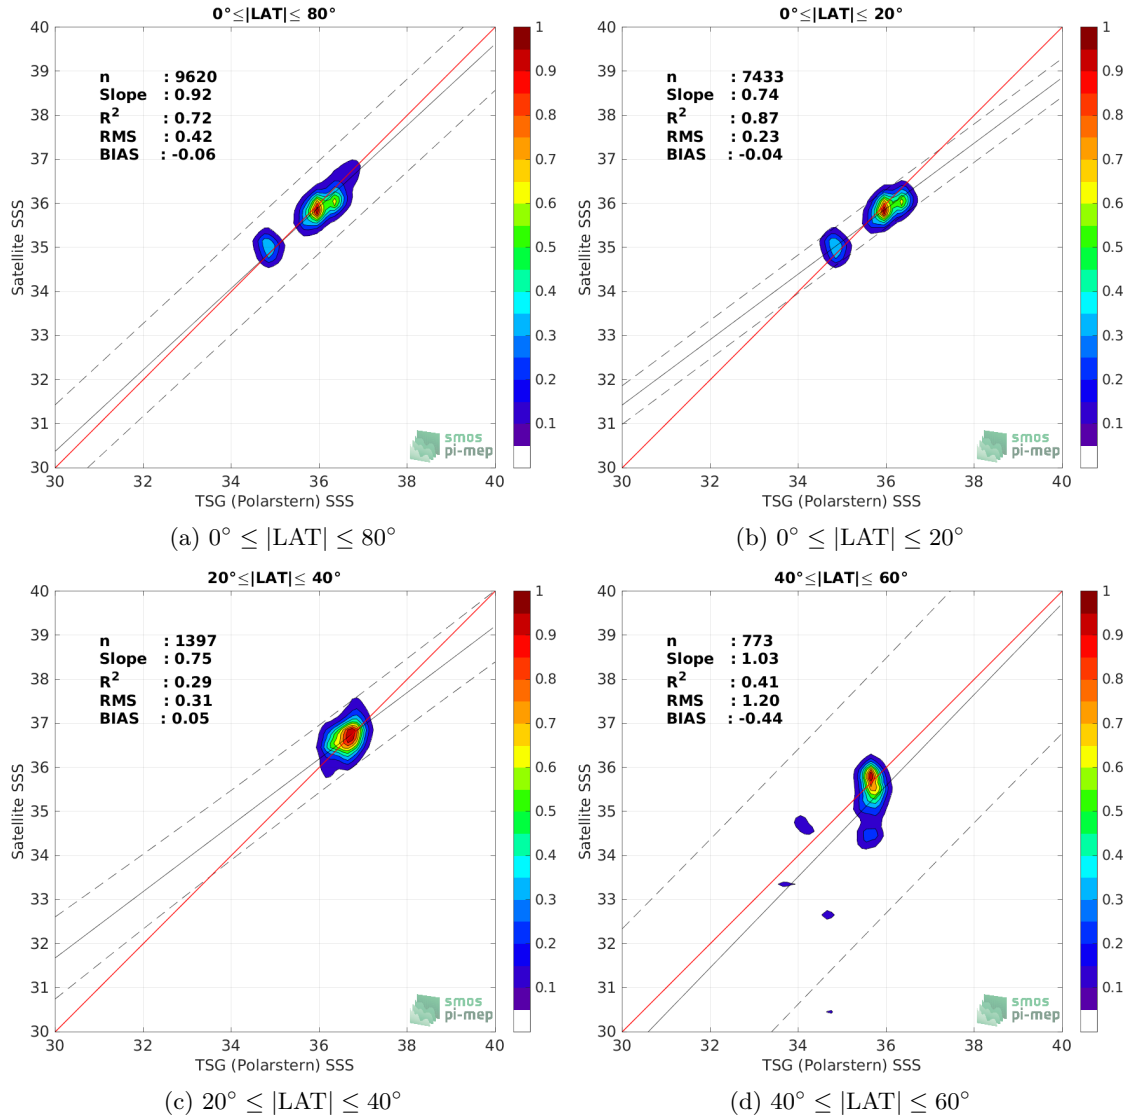 0°≤|LAT|≤ 80°
40
39
38
37
36
35
34
33
32
31
30
Satellite SSS
n : 9620
Slope : 0.92
R² : 0.72
RMS : 0.42
BIAS : -0.06
smos
pi-mep
30 32 34 36 38 40
TSG (Polarstern) SSS
1
0.9
0.8
0.7
0.6
0.5
0.4
0.3
0.2
0.1
(a) 0° ≤ |LAT| ≤ 80°
0°≤|LAT|≤ 20°
40
39
38
37
36
35
34
33
32
31
30
Satellite SSS
n : 7433
Slope : 0.74
R² : 0.87
RMS : 0.23
BIAS : -0.04
smos
pi-mep
30 32 34 36 38 40
TSG (Polarstern) SSS
1
0.9
0.8
0.7
0.6
0.5
0.4
0.3
0.2
0.1
(b) 0° ≤ |LAT| ≤ 20°
20°≤|LAT|≤ 40°
40
39
38
37
36
35
34
33
32
31
30
Satellite SSS
n : 1397
Slope : 0.75
R² : 0.29
RMS : 0.31
BIAS : 0.05
smos
pi-mep
30 32 34 36 38 40
TSG (Polarstern) SSS
1
0.9
0.8
0.7
0.6
0.5
0.4
0.3
0.2
0.1
(c) 20° ≤ |LAT| ≤ 40°
40°≤|LAT|≤ 60°
40
39
38
37
36
35
34
33
32
31
30
Satellite SSS
n : 773
Slope : 1.03
R² : 0.41
RMS : 1.20
BIAS : -0.44
smos
pi-mep
30 32 34 36 38 40
TSG (Polarstern) SSS
1
0.9
0.8
0.7
0.6
0.5
0.4
0.3
0.2
0.1
(d) 40° ≤ |LAT| ≤ 60°